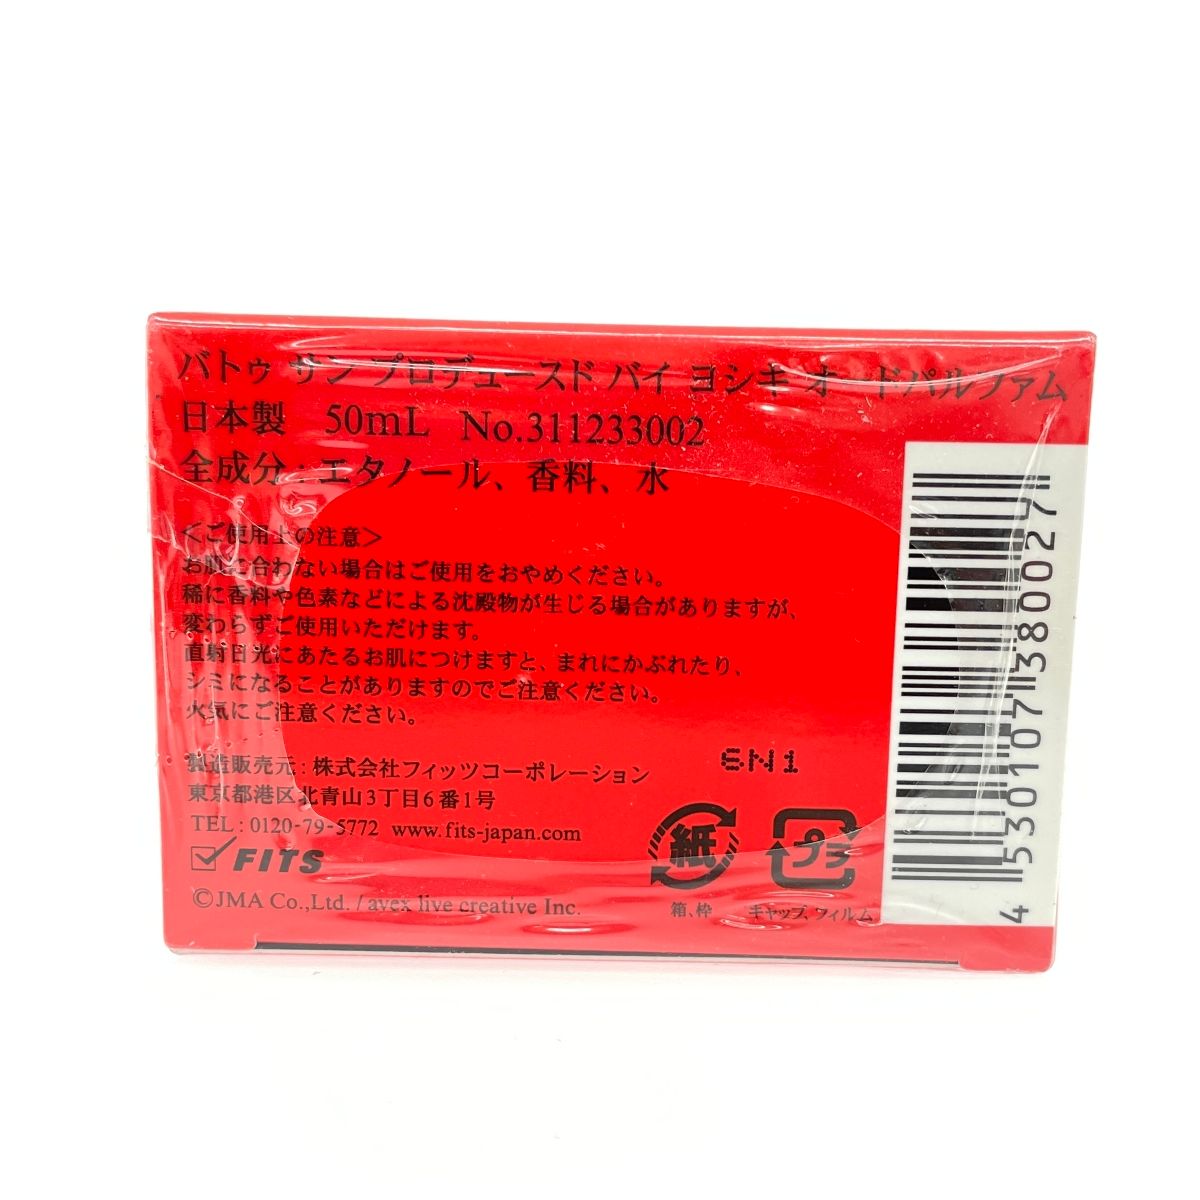 バトゥ サン プロデュースド バイ ヨシキ オードパルファム
日本製　50mL　No.311233002
全成分：エタノール、香料、水
＜ご使用上の注意＞
お肌に合わない場合はご使用をおやめください。
稀に香料や色素などによる沈殿物が生じる場合がありますが、
変わらずご使用いただけます。
直射日光にあたるお肌につけますと、まれにかぶれたり、
シミになることがありますのでご注意ください。
火気にご注意ください。
製造販売元：株式会社フィッツコーポレーション
東京都港区北青山3丁目6番1号
TEL：0120-79-5772 www.fits-japan.com
FITS
©JMA Co.,Ltd. / avex live creative Inc.
6N1
紙
箱、枠
プラ
キャップ、フィルム
4 530107 380027